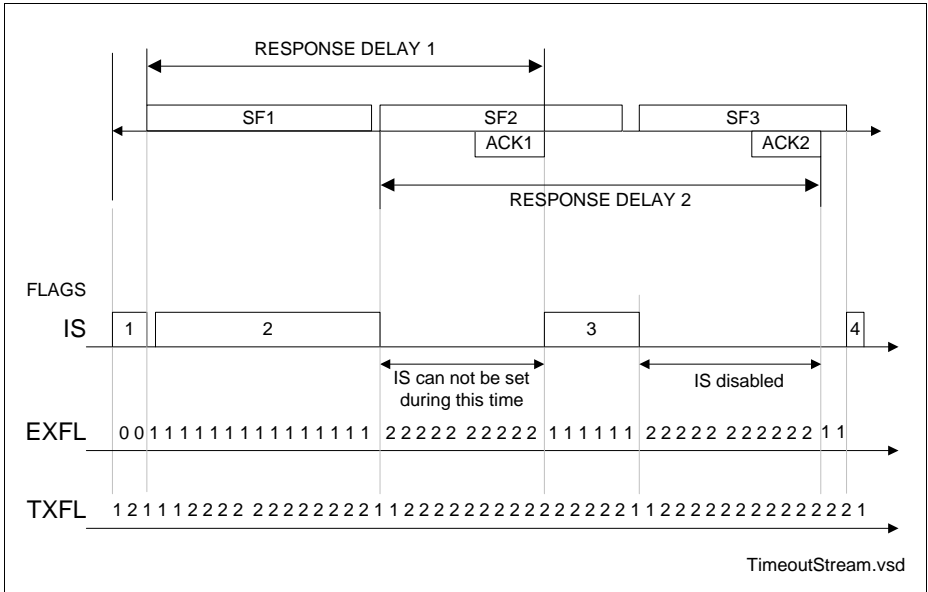 RESPONSE DELAY 1
SF1 SF2 SF3
ACK1 ACK2
RESPONSE DELAY 2
FLAGS
IS 1 2 3 4
IS can not be set
during this time
IS disabled
EXFL 0 0 1 1 1 1 1 1 1 1 1 1 1 1 1 1 1 2 2 2 2 2 2 2 2 2 2 1 1 1 1 1 1 2 2 2 2 2 2 2 2 2 2 2 1 1
TXFL 1 2 1 1 1 2 2 2 2 2 2 2 2 2 2 2 2 1 1 2 2 2 2 2 2 2 2 2 2 2 2 2 2 1 1 2 2 2 2 2 2 2 2 2 2 2 2 2 1
TimeoutStream.vsd